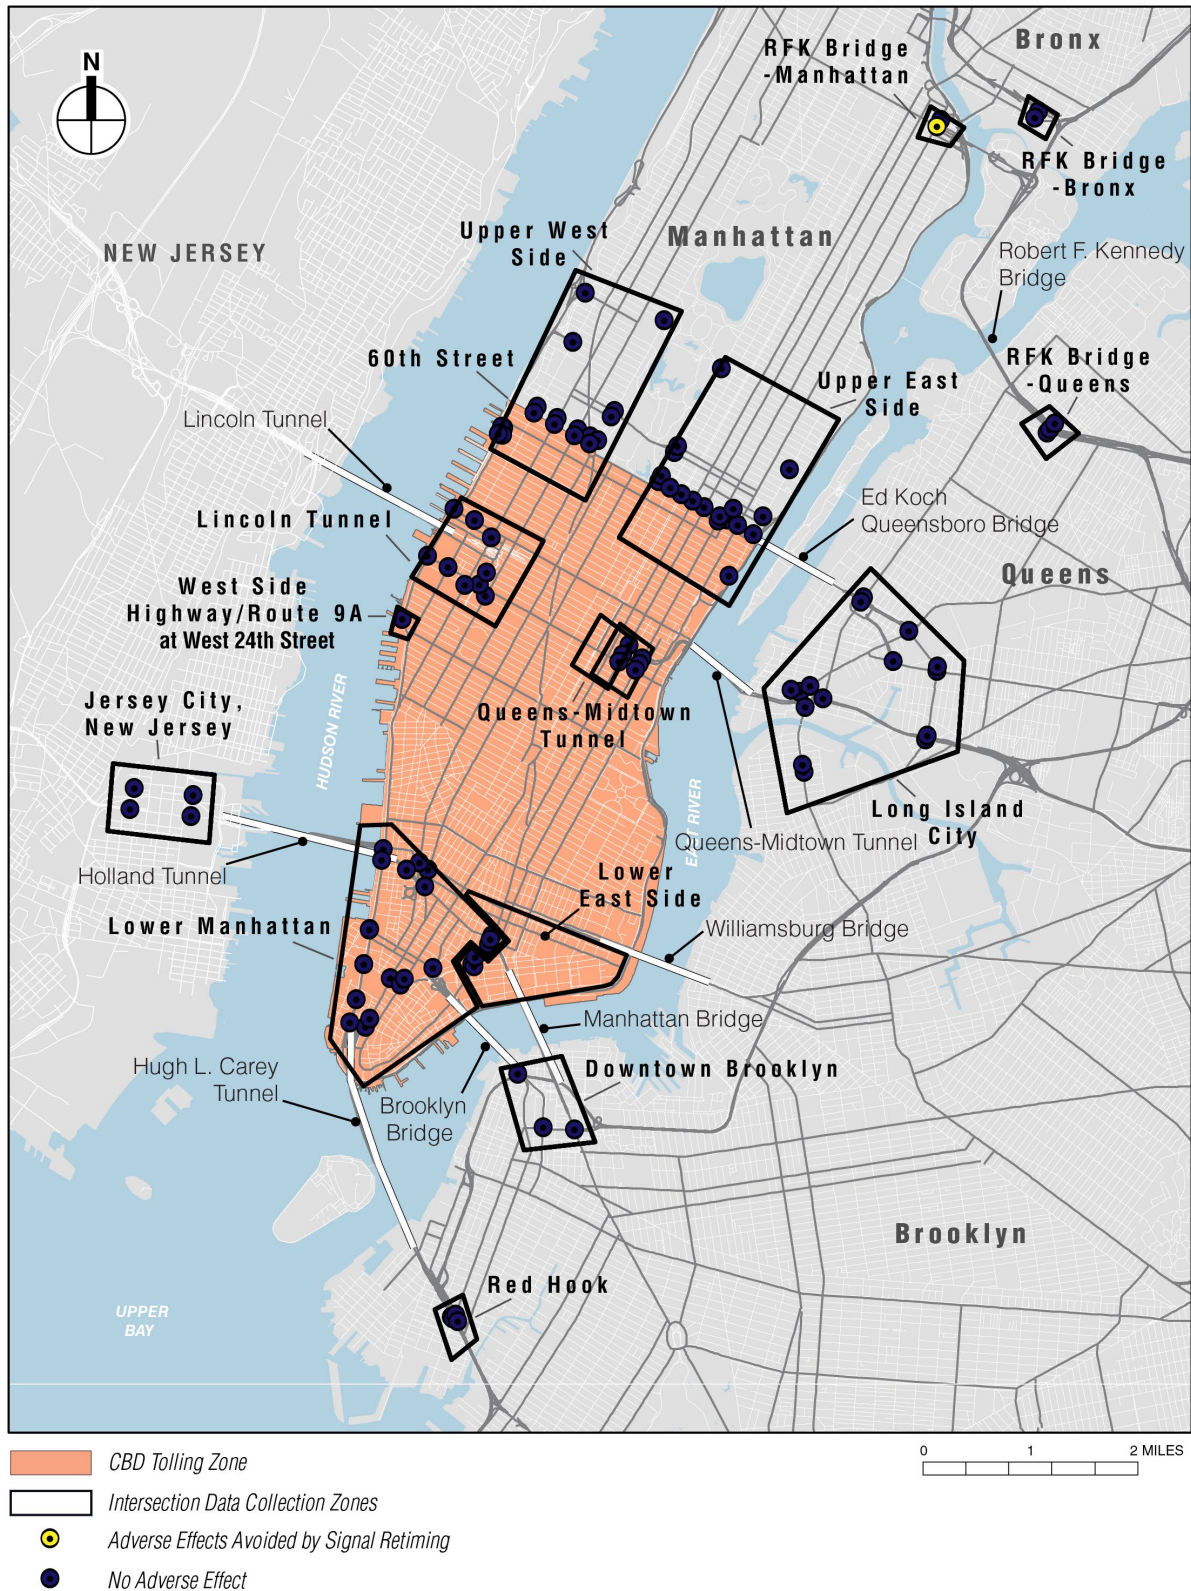 N
Bronx
RFK Bridge
-Manhattan
RFK Bridge
-Bronx
NEW JERSEY
Upper West
Side
Manhattan
Robert F. Kennedy
Bridge
60th Street
RFK Bridge
-Queens
Upper East
Side
Lincoln Tunnel
Ed Koch
Queensboro Bridge
Lincoln Tunnel
Queens
West Side
Highway/Route 9A
at West 24th Street
Jersey City,
New Jersey
HUDSON RIVER
Queens-Midtown
Tunnel
EAST RIVER
Long Island
City
Queens-Midtown Tunnel
Holland Tunnel
Lower
East Side
Lower Manhattan
Williamsburg Bridge
Manhattan Bridge
Hugh L. Carey
Tunnel
Downtown Brooklyn
Brooklyn
Bridge
Brooklyn
Red Hook
UPPER
BAY
CBD Tolling Zone
0 1 2 MILES
Intersection Data Collection Zones
Adverse Effects Avoided by Signal Retiming
No Adverse Effect